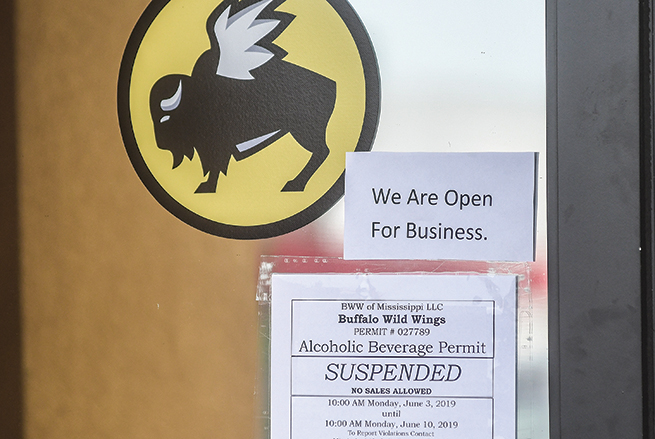 We Are Open
For Business.
BWW of Mississippi LLC
Buffalo Wild Wings
PERMIT # 027789
Alcoholic Beverage Permit
SUSPENDED
NO SALES ALLOWED
10:00 AM Monday, June 3, 2019
until
10:00 AM Monday, June 10, 2019
To Report Violations Contact